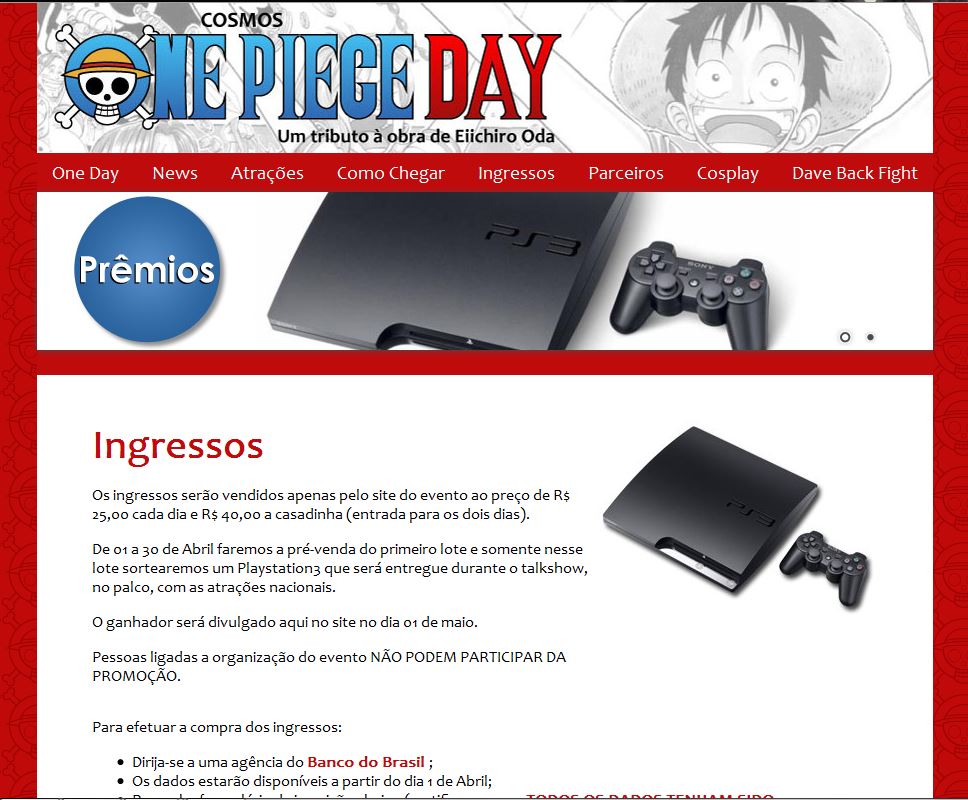 COSMOS
ONE PIECE DAY
Um tributo à obra de Eiichiro Oda
One Day News Atrações Como Chegar Ingressos Parceiros Cosplay Dave Back Fight
Prêmios
PS3
SONY
Ingressos
Os ingressos serão vendidos apenas pelo site do evento ao preço de R$
25,00 cada dia e R$ 40,00 a casadinha (entrada para os dois dias).
De 01 a 30 de Abril faremos a pré-venda do primeiro lote e somente nesse
lote sortearemos um Playstation3 que será entregue durante o talkshow,
no palco, com as atrações nacionais.
O ganhador será divulgado aqui no site no dia 01 de maio.
Pessoas ligadas a organização do evento NÃO PODEM PARTICIPAR DA
PROMOÇÃO.
PS3
Para efetuar a compra dos ingressos:
Dirija-se a uma agência do Banco do Brasil ;
Os dados estarão disponíveis a partir do dia 1 de Abril;
TODOS OS DADOS TENHAM SIDO